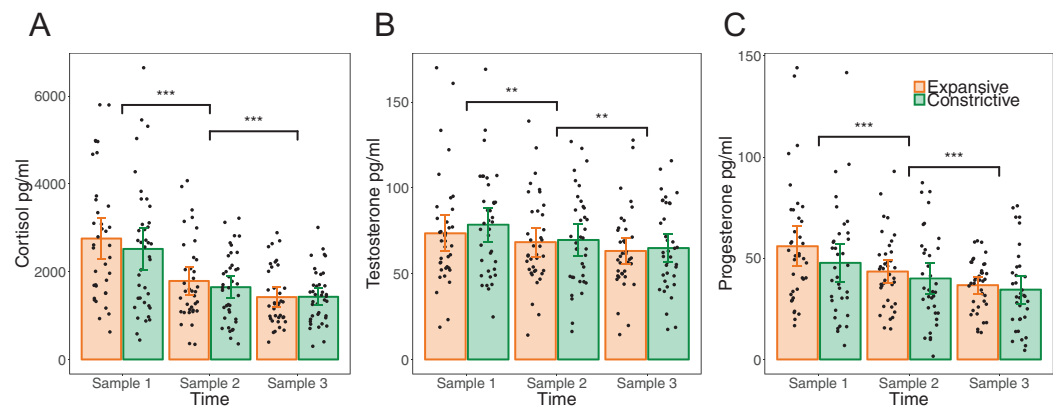 A
Cortisol pg/ml
6000
4000
2000
0
***
***
Sample 1
Sample 2
Sample 3
Time
B
Testosterone pg/ml
150
100
50
0
**
**
Sample 1
Sample 2
Sample 3
Time
C
Progesterone pg/ml
150
100
50
0
***
***
Expansive
Constrictive
Sample 1
Sample 2
Sample 3
Time